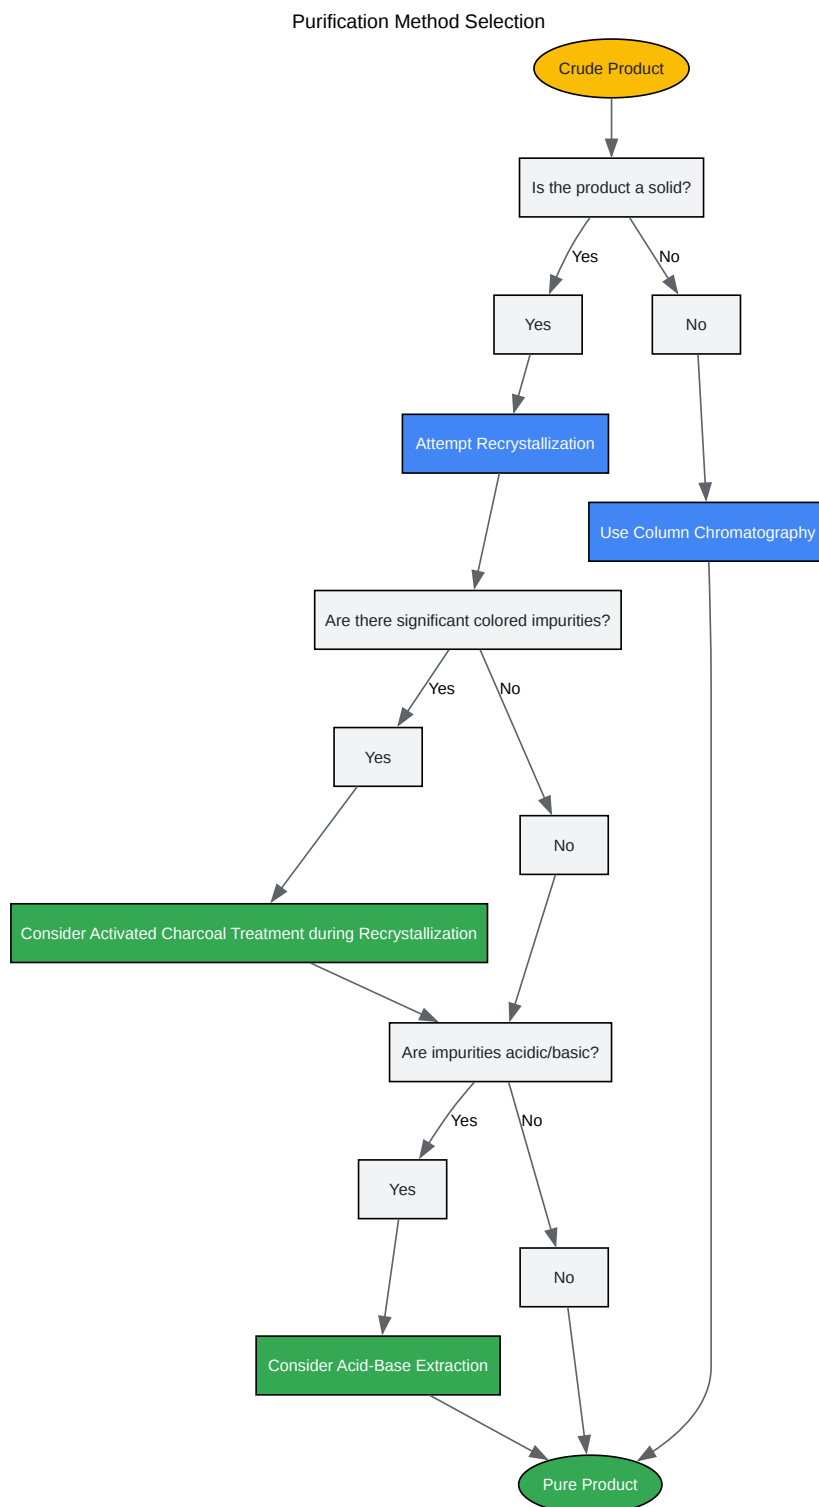 Purification Method Selection
Crude Product
Is the product a solid?
Yes
No
Yes
No
Attempt Recrystallization
Use Column Chromatography
Are there significant colored impurities?
Yes
No
Yes
No
Consider Activated Charcoal Treatment during Recrystallization
Are impurities acidic/basic?
Yes
No
Yes
No
Consider Acid-Base Extraction
Pure Product